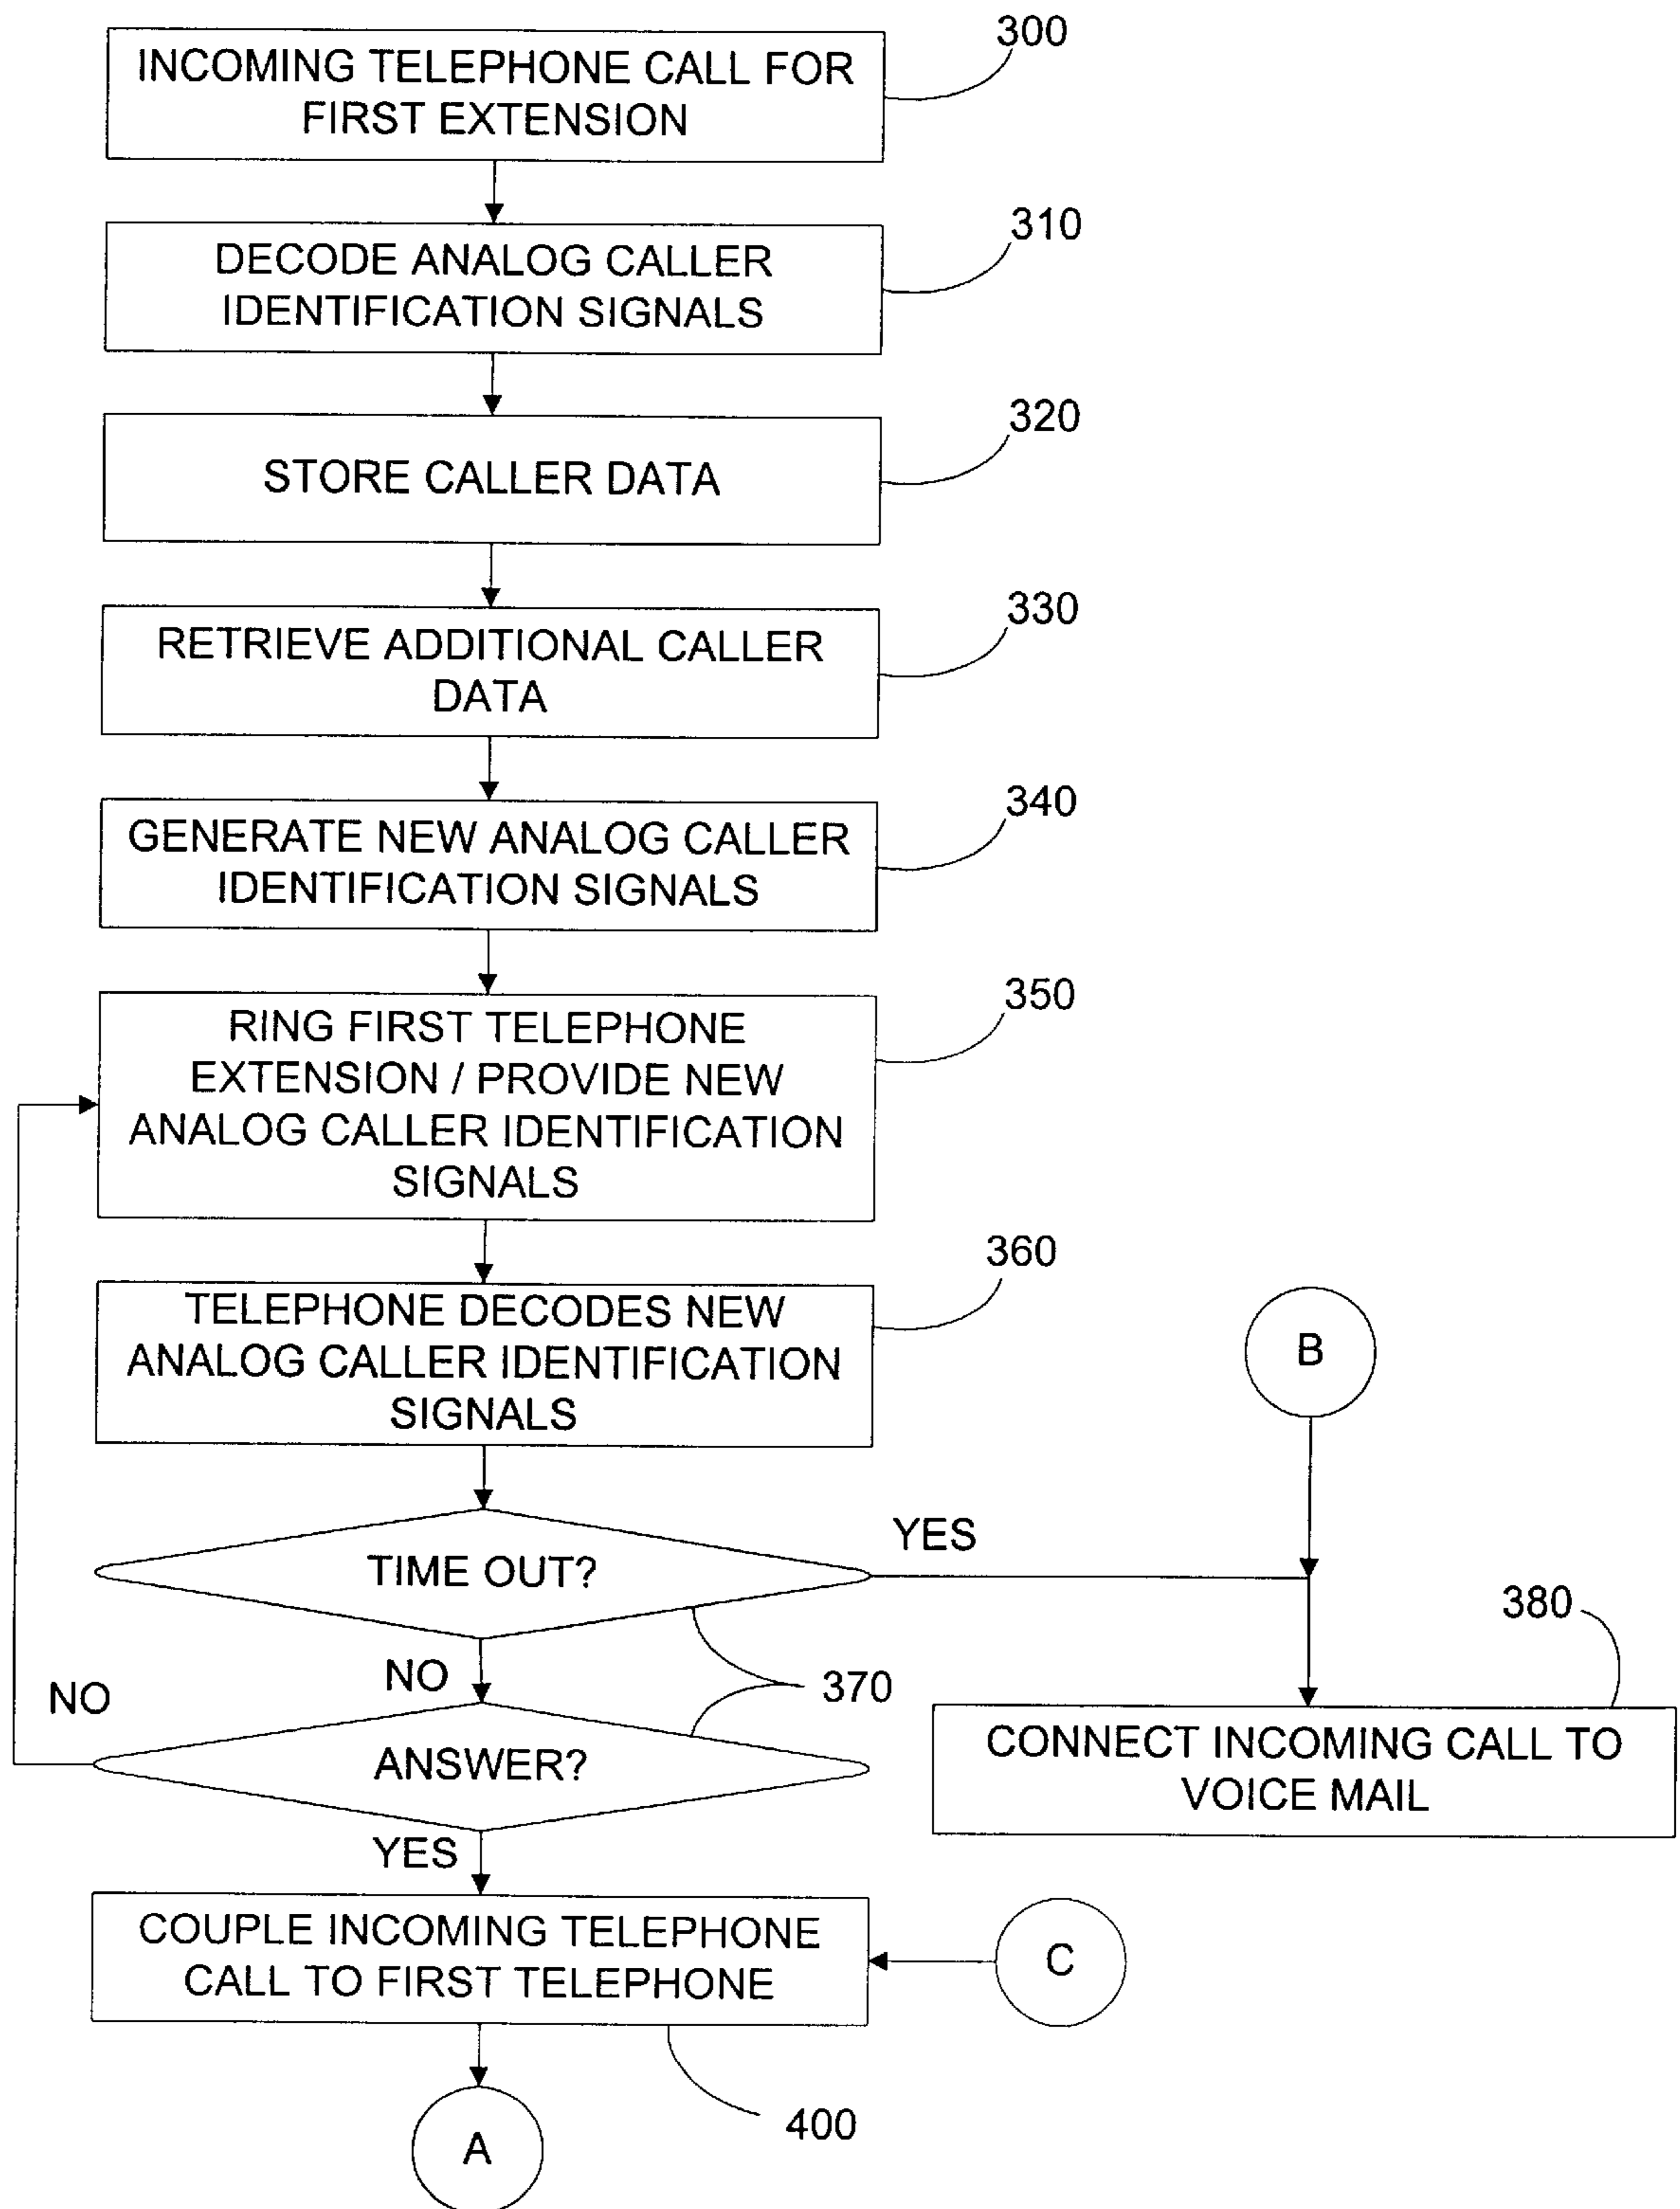 300
INCOMING TELEPHONE CALL FOR
FIRST EXTENSION
310
DECODE ANALOG CALLER
IDENTIFICATION SIGNALS
320
STORE CALLER DATA
330
RETRIEVE ADDITIONAL CALLER
DATA
340
GENERATE NEW ANALOG CALLER
IDENTIFICATION SIGNALS
350
RING FIRST TELEPHONE
EXTENSION / PROVIDE NEW
ANALOG CALLER IDENTIFICATION
SIGNALS
360
TELEPHONE DECODES NEW
ANALOG CALLER IDENTIFICATION
SIGNALS
B
YES
TIME OUT?
380
NO
370
NO
CONNECT INCOMING CALL TO
VOICE MAIL
ANSWER?
YES
COUPLE INCOMING TELEPHONE
CALL TO FIRST TELEPHONE
C
400
A